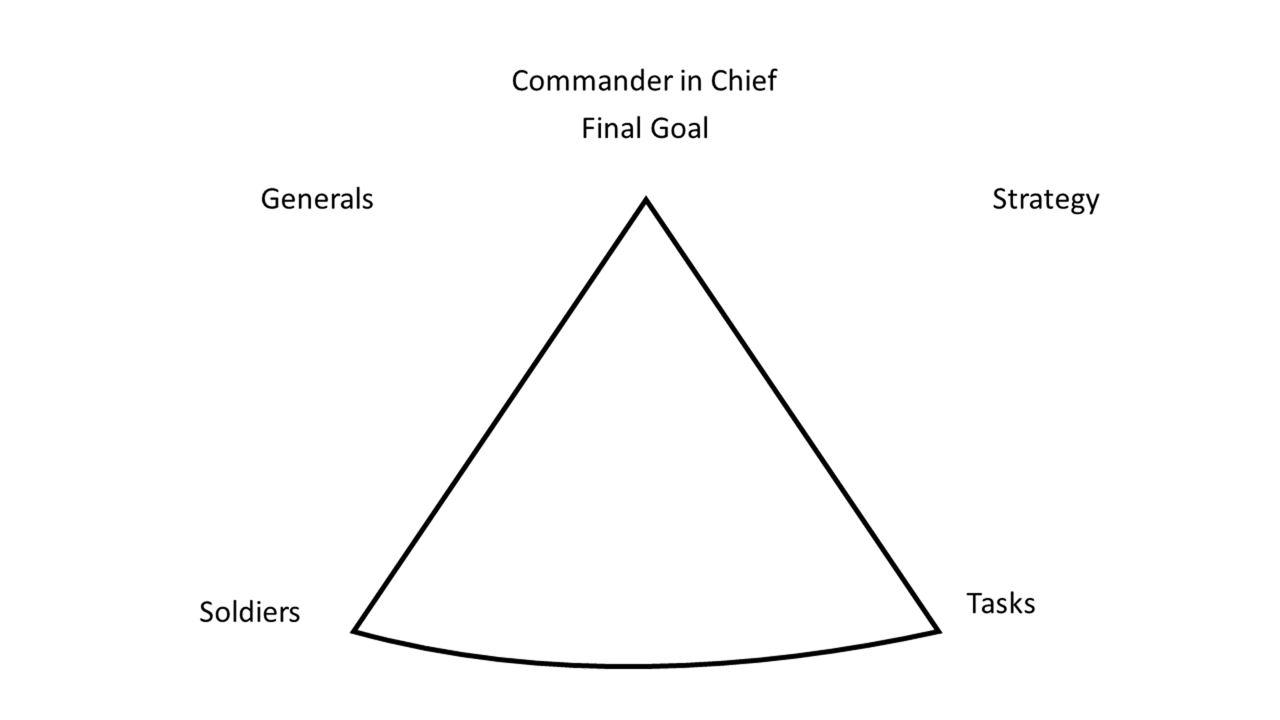 Commander in Chief
Final Goal
Generals
Strategy
Soldiers
Tasks